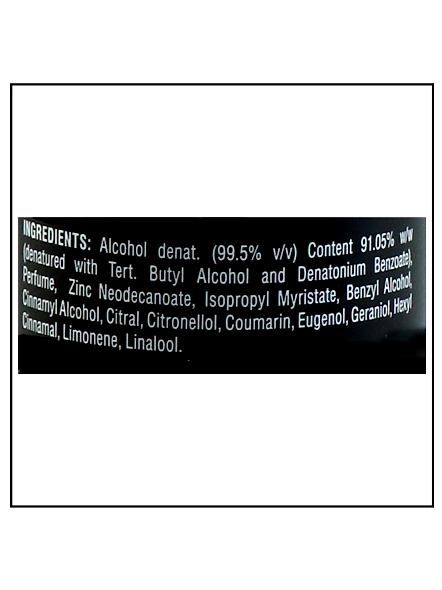 INGREDIENTS: Alcohol denat. (99.5% v/v) Content 91.05% w/w
(denatured with Tert. Butyl Alcohol and Denatonium Benzoate),
Perfume, Zinc Neodecanoate, Isopropyl Myristate, Benzyl Alcohol,
Cinnamyl Alcohol, Citral, Citronellol, Coumarin, Eugenol, Geraniol, Hexyl
Cinnamal, Limonene, Linalool.